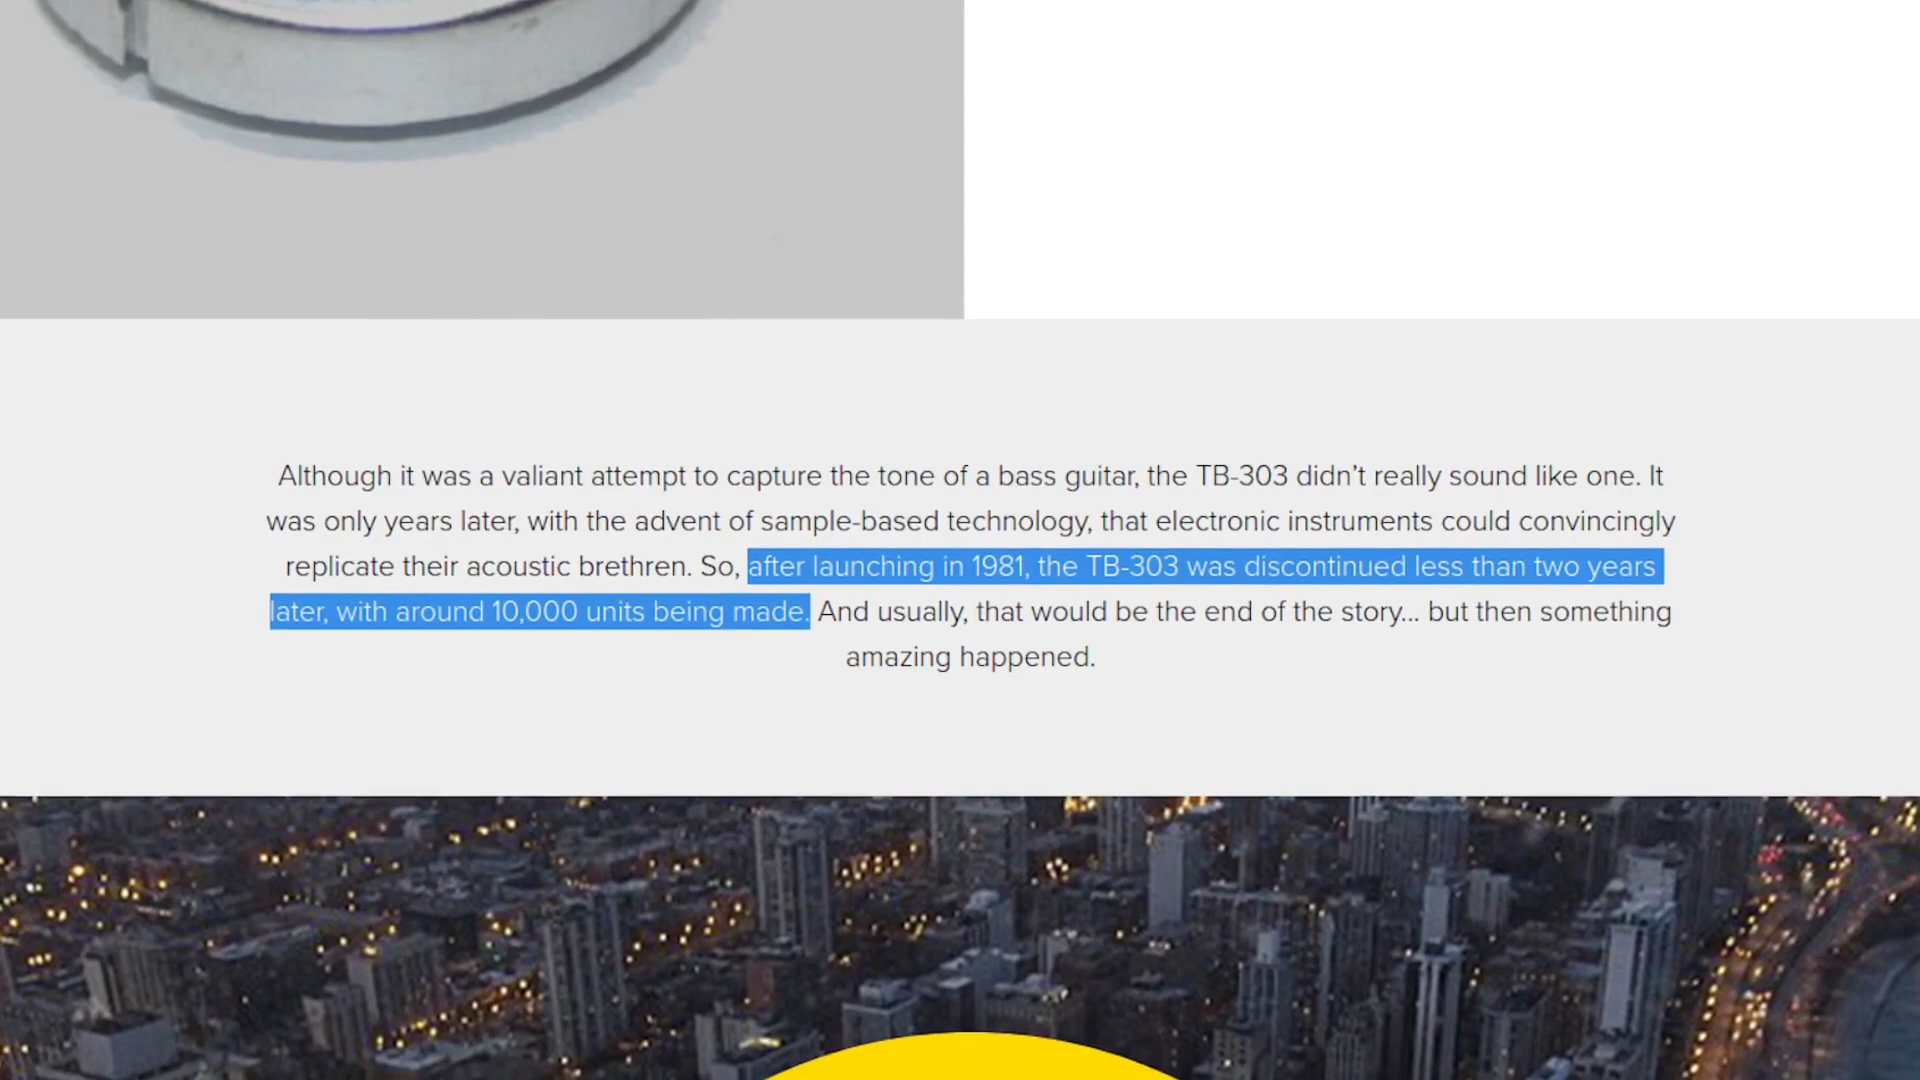 Although it was a valiant attempt to capture the tone of a bass guitar, the TB-303 didn’t really sound like one. It
was only years later, with the advent of sample-based technology, that electronic instruments could convincingly
replicate their acoustic brethren. So, after launching in 1981, the TB-303 was discontinued less than two years
later, with around 10,000 units being made. And usually, that would be the end of the story... but then something
amazing happened.